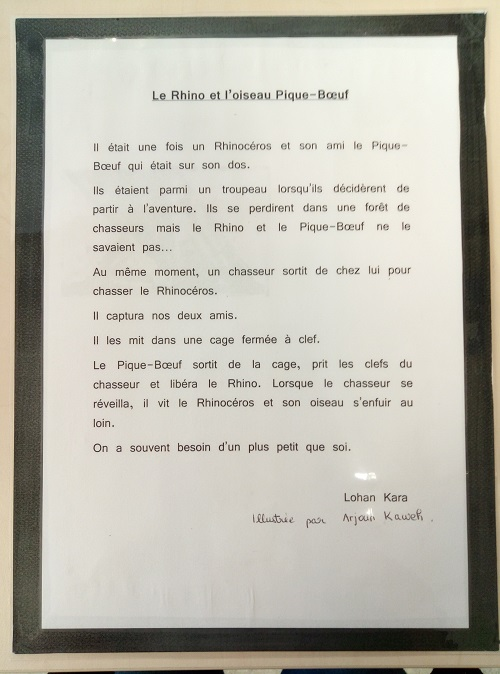 Le Rhino et l'oiseau Pique-Bœuf
Il était une fois un Rhinocéros et son ami le Pique-
Bœuf qui était sur son dos.
Ils étaient parmi un troupeau lorsqu'ils décidèrent de
partir à l'aventure. Ils se perdirent dans une forêt de
chasseurs mais le Rhino et le Pique-Bœuf ne le
savaient pas...
Au même moment, un chasseur sortit de chez lui pour
chasser le Rhinocéros.
Il captura nos deux amis.
Il les mit dans une cage fermée à clef.
Le Pique-Bœuf sortit de la cage, prit les clefs du
chasseur et libéra le Rhino. Lorsque le chasseur se
réveilla, il vit le Rhinocéros et son oiseau s'enfuir au
loin.
On a souvent besoin d'un plus petit que soi.
Lohan Kara
Illustrée par Arjoun Kaweh.